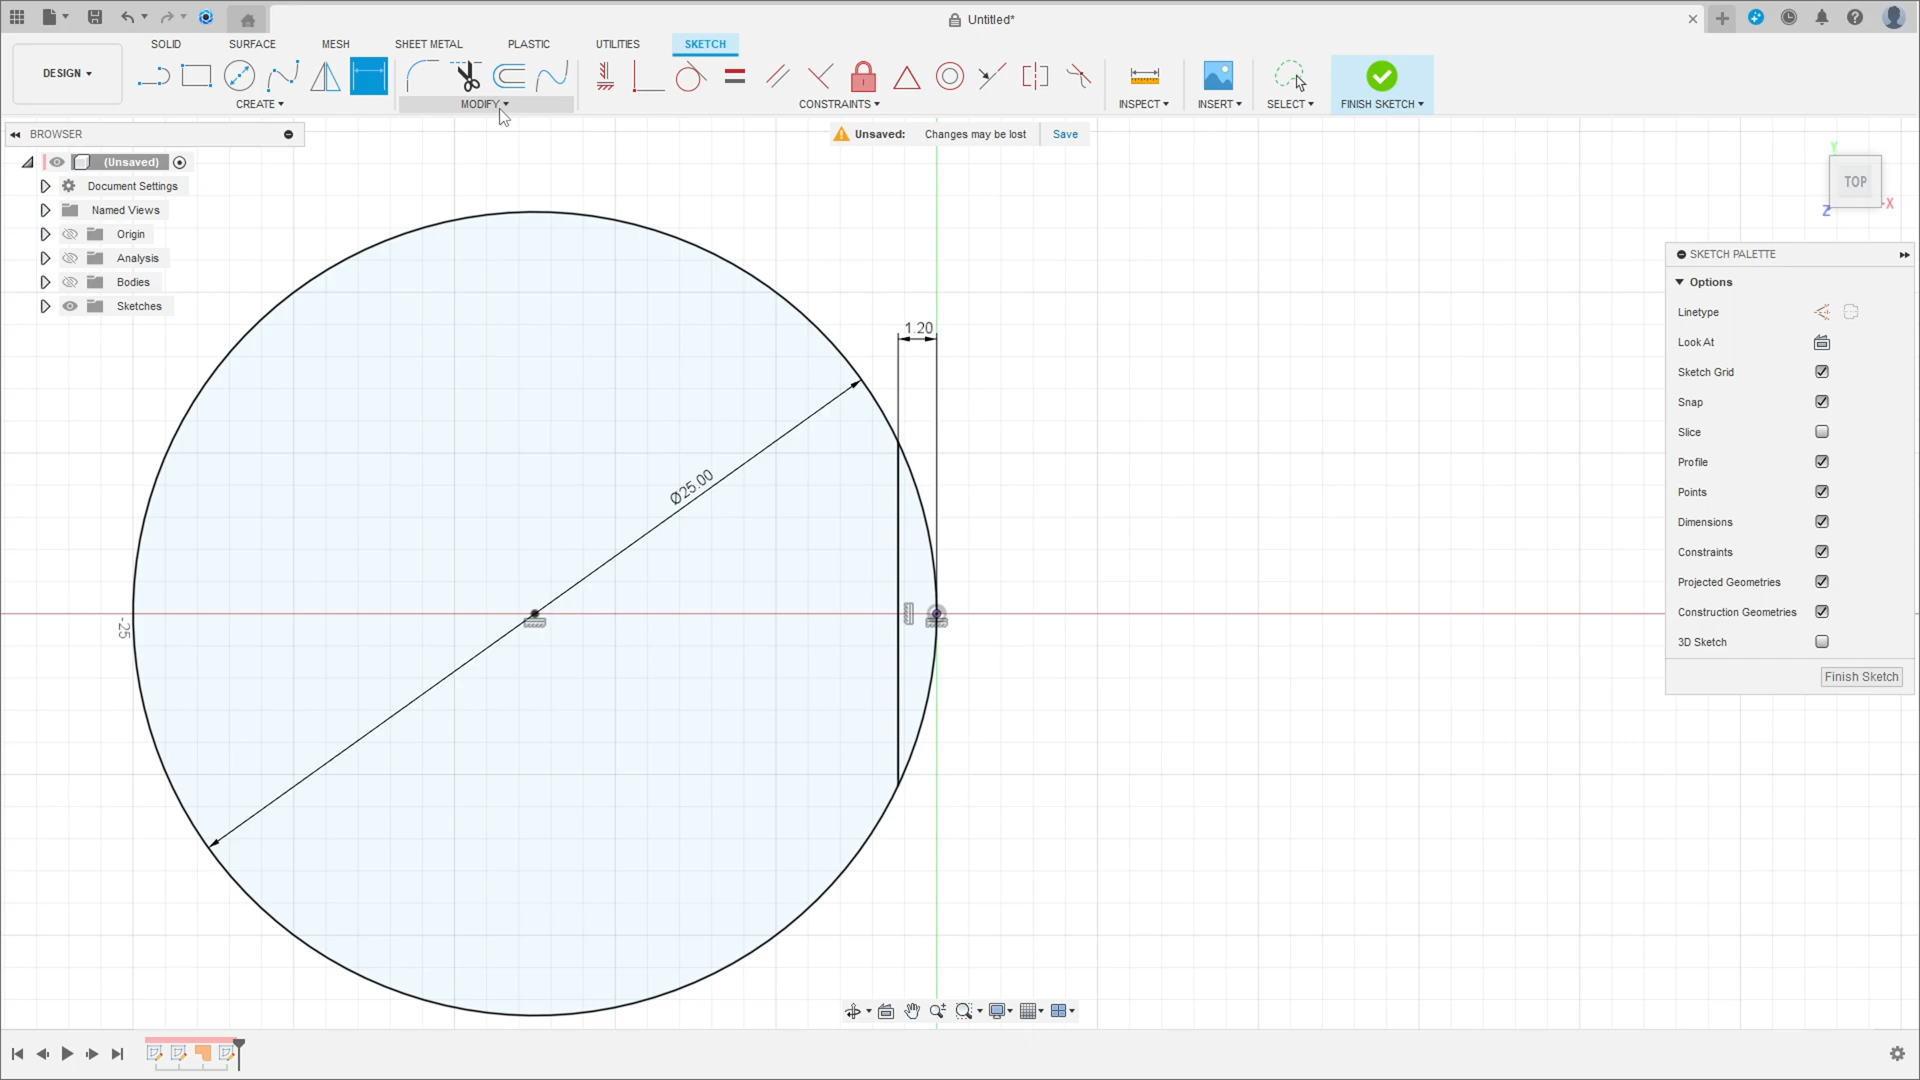 Untitled*
SOLID SURFACE MESH SHEET METAL PLASTIC UTILITIES SKETCH
DESIGN
CREATE MODIFY CONSTRAINTS INSPECT INSERT SELECT FINISH SKETCH
BROWSER
Unsaved: Changes may be lost Save
(Unsaved)
Document Settings
Named Views
Origin
Analysis
Bodies
Sketches
Y
TOP
X
Z
SKETCH PALETTE
Options
Linetype
Look At
Sketch Grid
Snap
Slice
Profile
Points
Dimensions
Constraints
Projected Geometries
Construction Geometries
3D Sketch
Finish Sketch
1.20
Ø25.00
-25